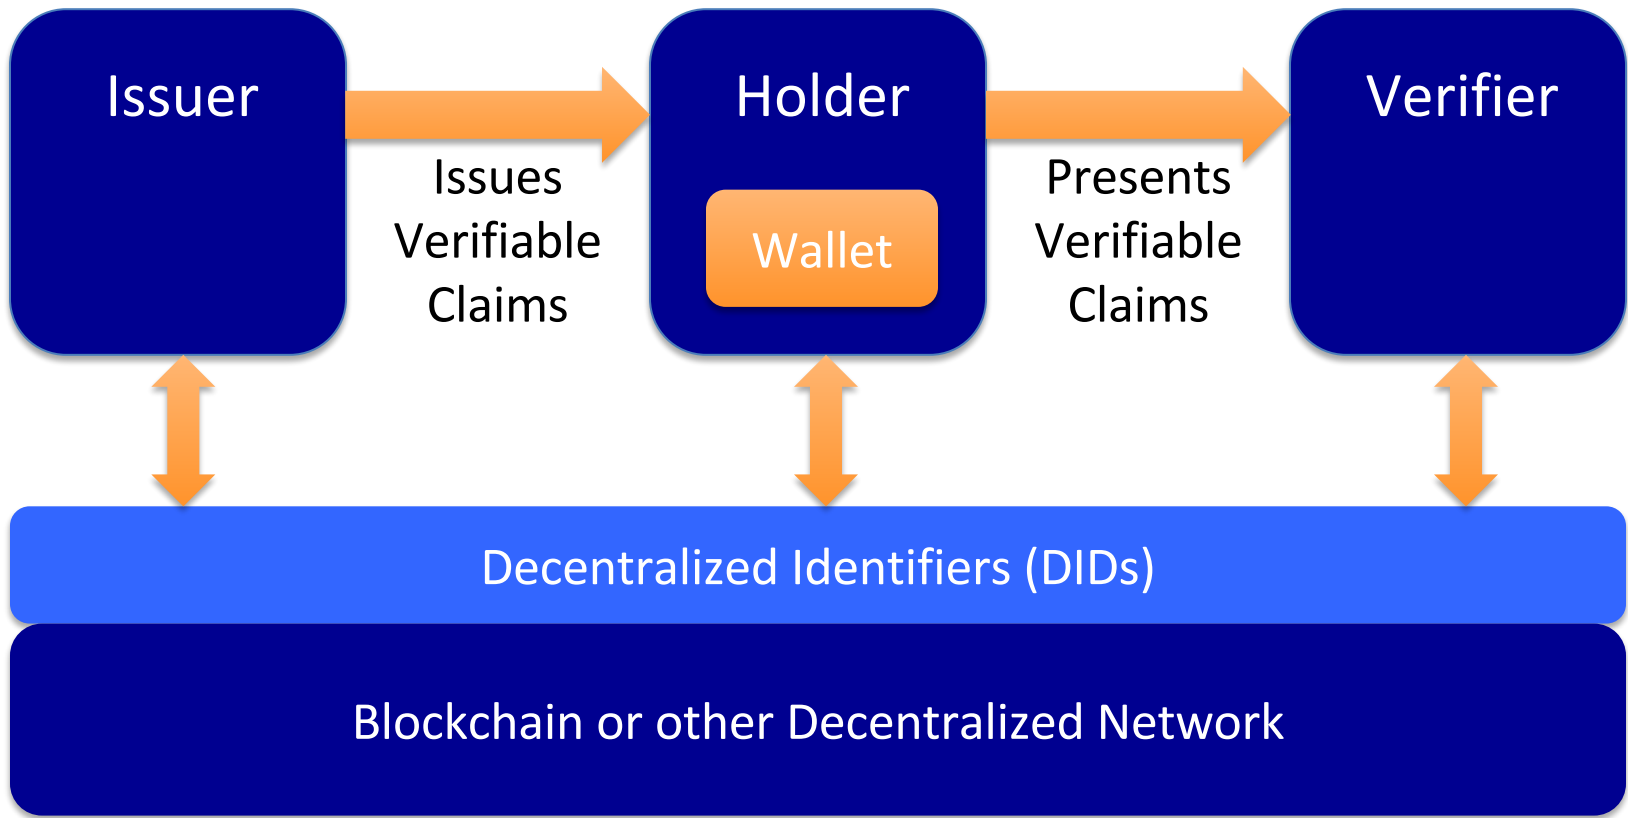 Issuer
Holder
Verifier
Issues
Verifiable
Claims
Wallet
Presents
Verifiable
Claims
Decentralized Identifiers (DIDs)
Blockchain or other Decentralized Network